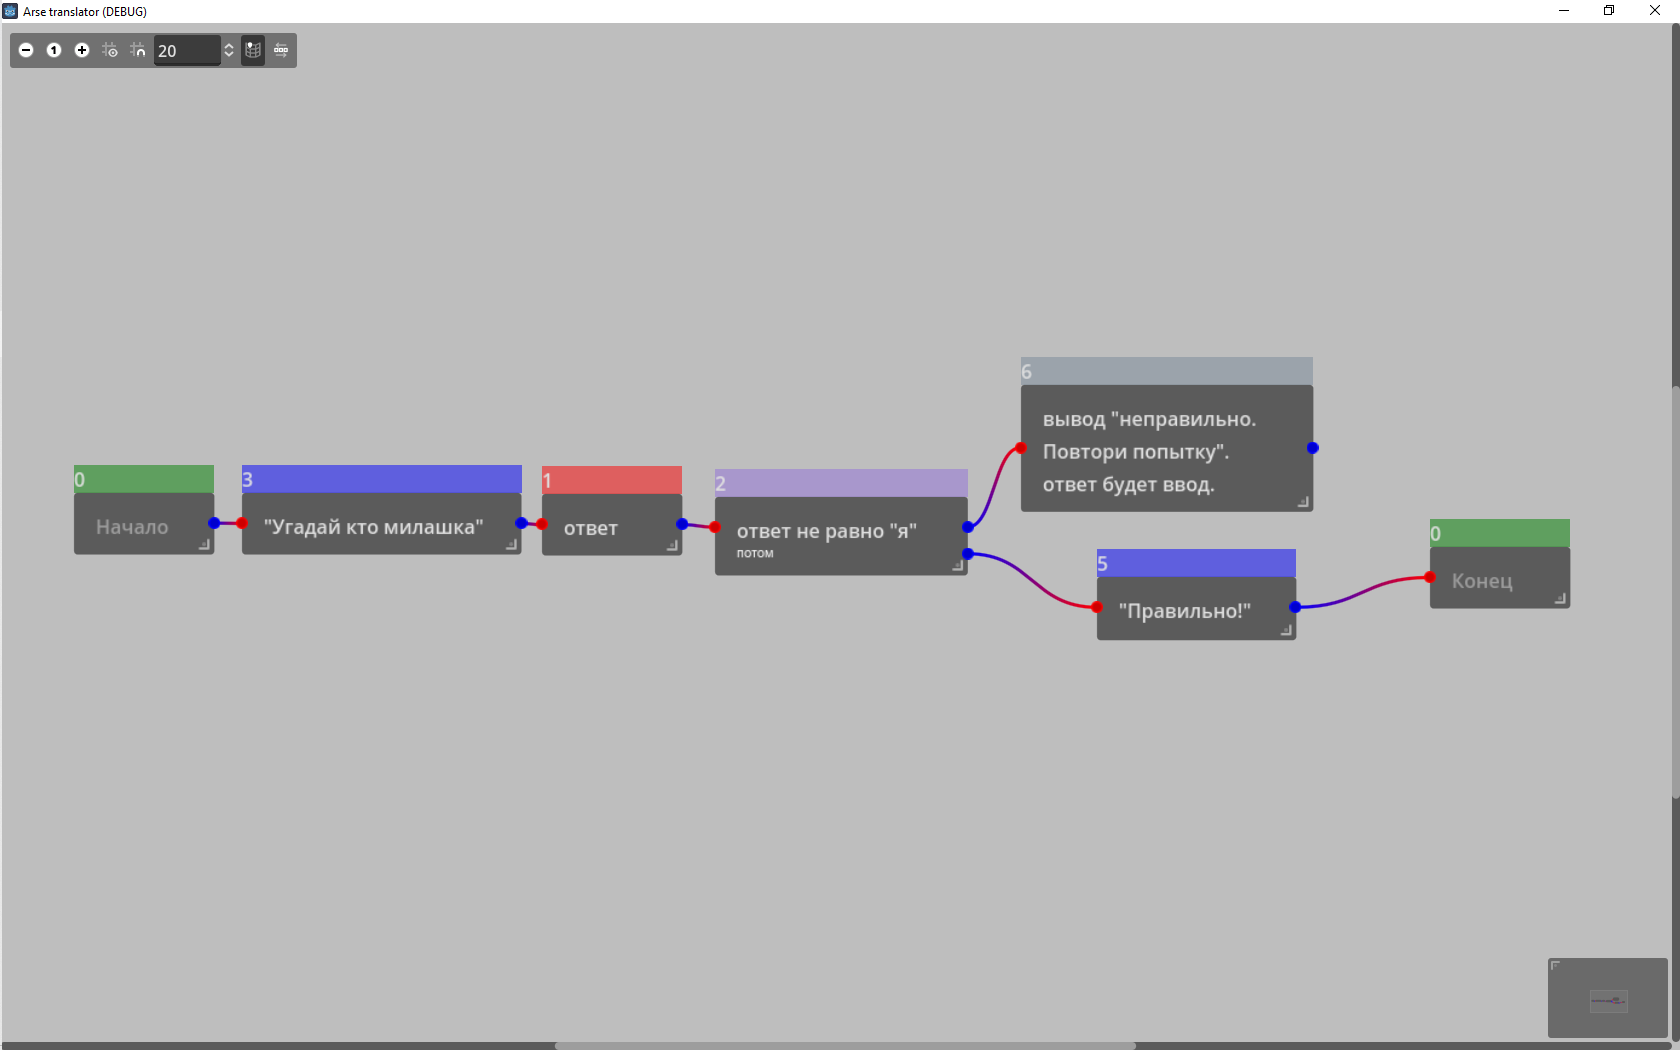 Arse translator (DEBUG)
1
20
0
Начало
3
"Угадай кто милашка"
1
ответ
2
ответ не равно "я"
потом
6
вывод "неправильно.
Повтори попытку".
ответ будет ввод.
5
"Правильно!"
0
Конец